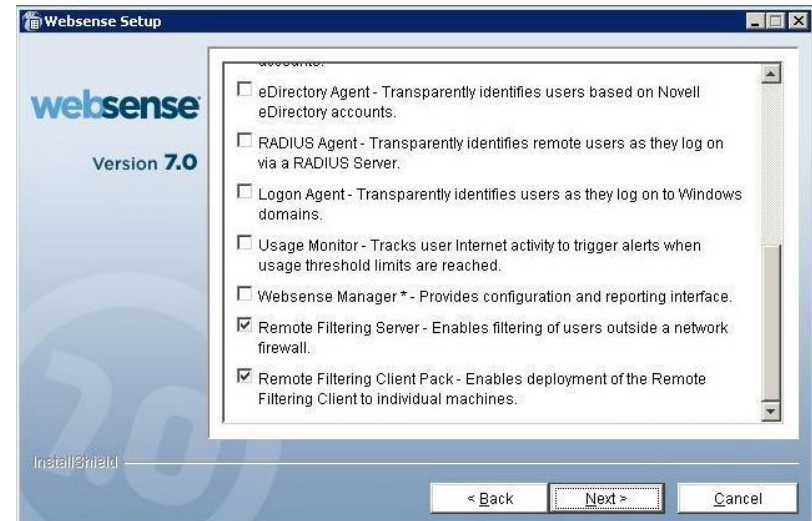 Websense Setup
websense
Version 7.0
eDirectory Agent - Transparently identifies users based on Novell
eDirectory accounts.
RADIUS Agent - Transparently identifies remote users as they log on
via a RADIUS Server.
Logon Agent - Transparently identifies users as they log on to Windows
domains.
Usage Monitor - Tracks user Internet activity to trigger alerts when
usage threshold limits are reached.
Websense Manager * - Provides configuration and reporting interface.
Remote Filtering Server - Enables filtering of users outside a network
firewall.
Remote Filtering Client Pack - Enables deployment of the Remote
Filtering Client to individual machines.
7.0
InstallShield
< Back
Next >
Cancel